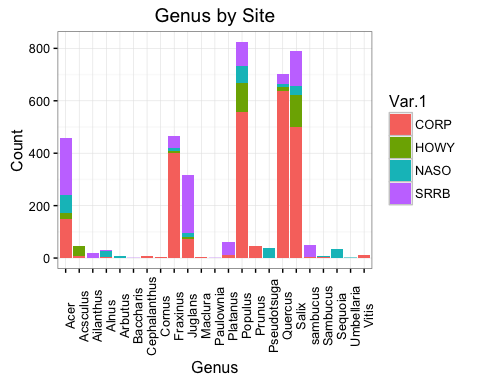 Genus by Site
Count
800
600
400
200
0
Acer
Acsculus
Ailanthus
Alnus
Arbutus
Baccharis
Cephalanthus
Cornus
Fraxinus
Juglans
Maclura
Paulownia
Platanus
Populus
Prunus
Pseudotsuga
Quercus
Salix
sambucus
Sambucus
Sequoia
Umbellaria
Vitis
Genus
Var.1
CORP
HOWY
NASO
SRRB